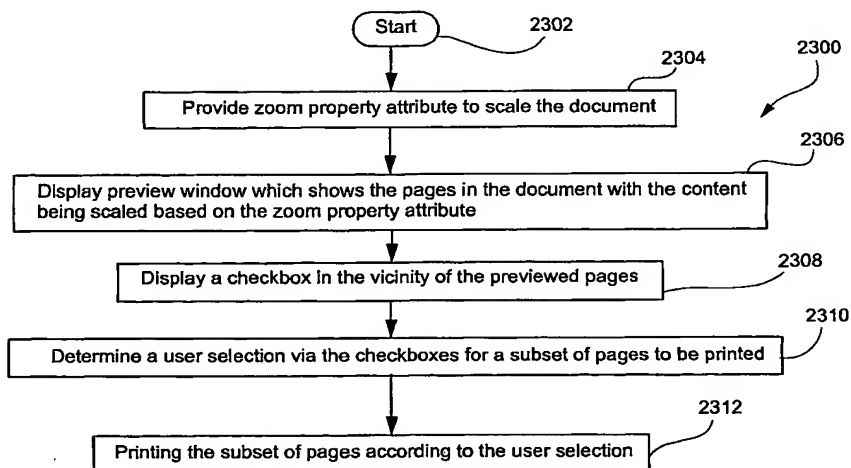 Start
2302
2300
2304
Provide zoom property attribute to scale the document
2306
Display preview window which shows the pages in the document with the content
being scaled based on the zoom property attribute
2308
Display a checkbox in the vicinity of the previewed pages
2310
Determine a user selection via the checkboxes for a subset of pages to be printed
2312
Printing the subset of pages according to the user selection